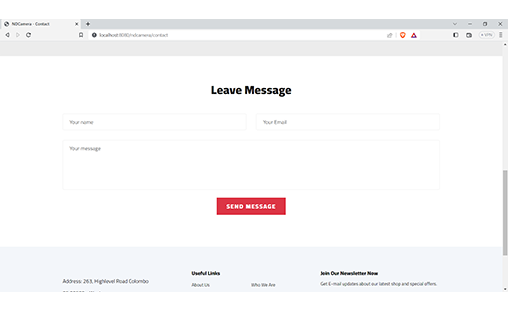 NDCamera - Contact
localhost:8080/ndcamera/contact
Leave Message
Your name
Your Email
Your message
SEND MESSAGE
Useful Links
Join Our Newsletter Now
Address: 263, Highlevel Road Colombo
About Us
Who We Are
Get E-mail updates about our latest shop and special offers.